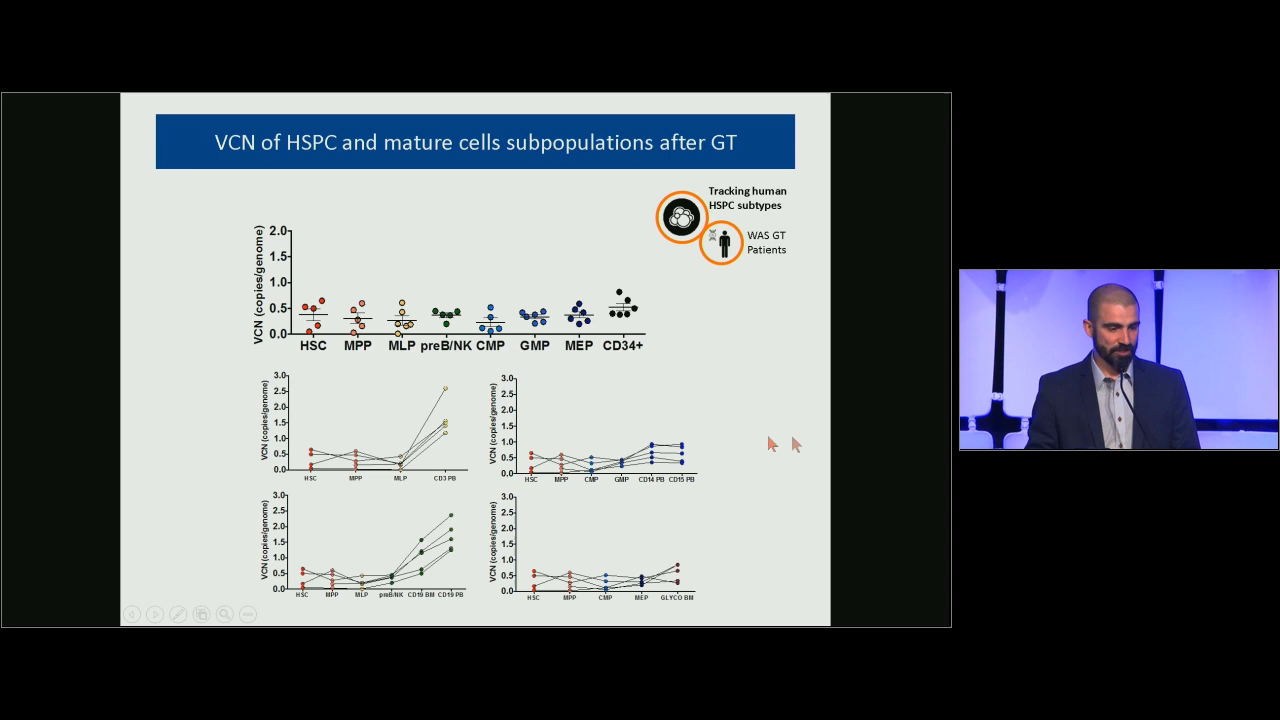 VCN of HSPC and mature cells subpopulations after GT
Tracking human
HSPC subtypes
WAS GT
Patients
VCN (copies/genome)
2.0
1.5
1.0
0.5
0.0
HSC MPP MLP preB/NK CMP GMP MEP CD34+
VCN (copies/genome)
3.0
2.5
2.0
1.5
1.0
0.5
0.0
HSC MPP MLP CD3 PB
VCN (copies/genome)
3.0
2.5
2.0
1.5
1.0
0.5
0.0
HSC MPP CMP GMP CD14 PB CD15 PB
VCN (copies/genome)
3.0
2.5
2.0
1.5
1.0
0.5
0.0
HSC MPP MLP preB/NK CD19 BM CD19 PB
VCN (copies/genome)
3.0
2.5
2.0
1.5
1.0
0.5
0.0
HSC MPP CMP MEP GLYCO BM